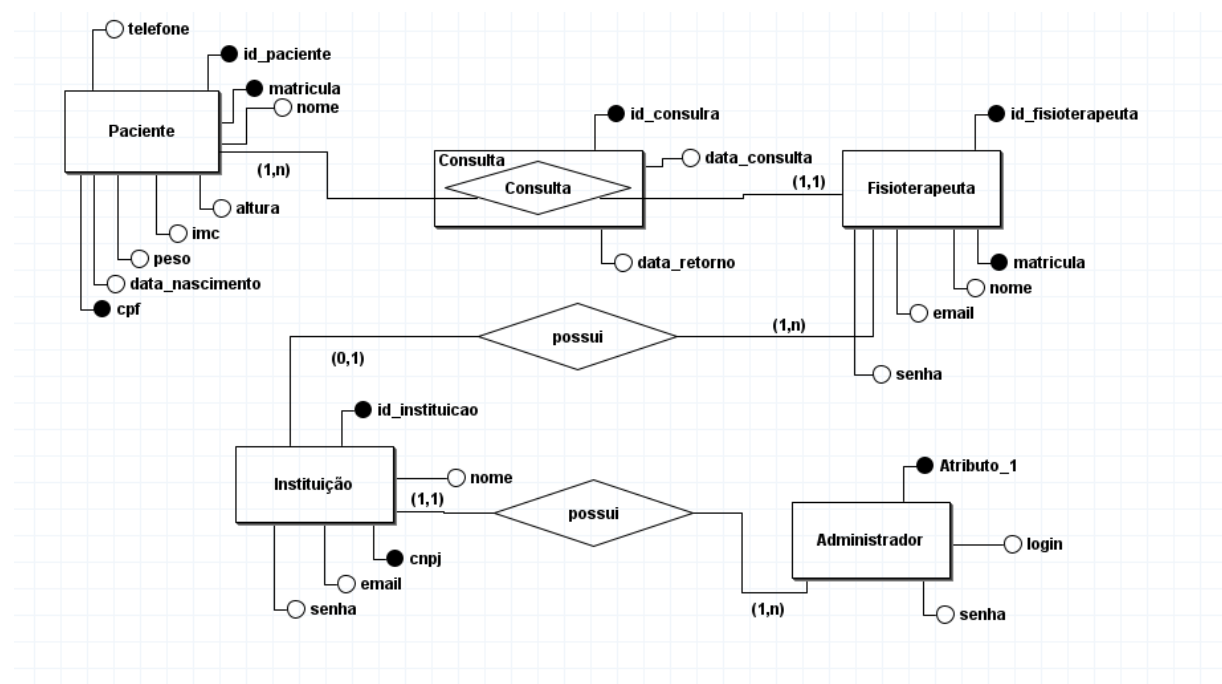 telefone
id_paciente
matricula
nome
Paciente
(1,n)
altura
imc
peso
data_nascimento
cpf
id_consulra
Consulta
data_consulta
Consulta
(1,1)
data_retorno
id_fisioterapeuta
Fisioterapeuta
matricula
nome
email
senha
possui
(1,n)
(0,1)
id_instituicao
Instituição
nome
(1,1)
cnpj
email
senha
possui
(1,n)
Atributo_1
Administrador
login
senha